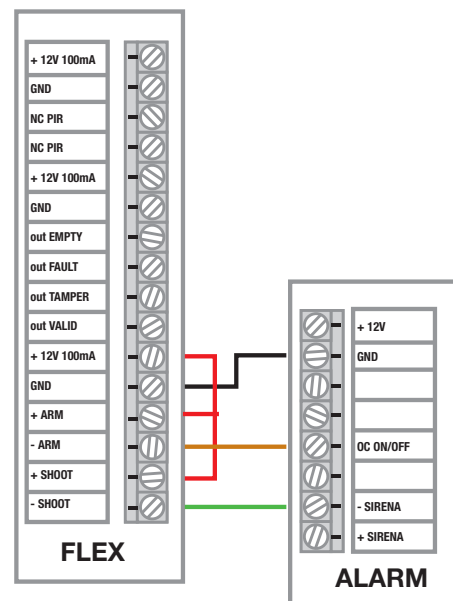 + 12V 100mA
GND
NC PIR
NC PIR
+ 12V 100mA
GND
out EMPTY
out FAULT
out TAMPER
out VALID
+ 12V 100mA
GND
+ ARM
- ARM
+ SHOOT
- SHOOT
FLEX
+ 12V
GND
OC ON/OFF
- SIRENA
+ SIRENA
ALARM